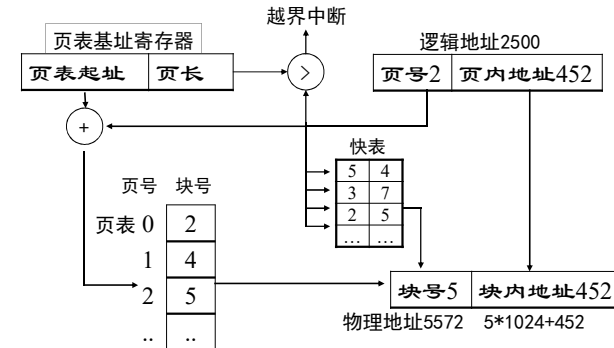 越界中断
页表基址寄存器
逻辑地址2500
页表起址 页长
>
页号2 页内地址452
+
快表
5 4
3 7
2 5
... ...
页号 块号
页表 0 2
1 4
2 5
.. ..
块号5 块内地址452
物理地址5572 5*1024+452